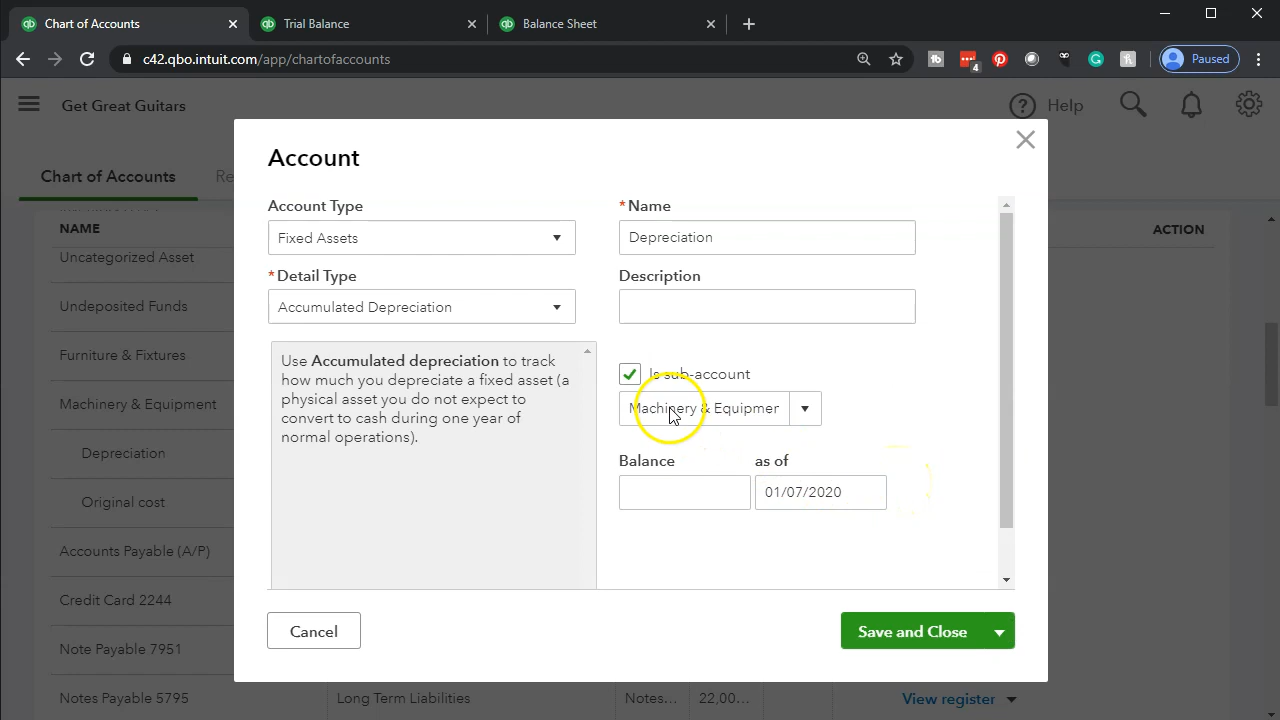 Chart of Accounts
Trial Balance
Balance Sheet
c42.qbo.intuit.com/app/chartofaccounts
4
Paused
Get Great Guitars
Help
Chart of Accounts
Re
NAME
ACTION
Uncategorized Asset
Undeposited Funds
Furniture & Fixtures
Machinery & Equipment
Depreciation
Original cost
Accounts Payable (A/P)
Credit Card 2244
Note Payable 7951
Notes Payable 5795
Long Term Liabilities
Notes...
22,00...
View register
Account
Account Type
Fixed Assets
* Detail Type
Accumulated Depreciation
Use Accumulated depreciation to track
how much you depreciate a fixed asset (a
physical asset you do not expect to
convert to cash during one year of
normal operations).
* Name
Depreciation
Description
Is sub-account
Machinery & Equipmer
Balance
as of
01/07/2020
Cancel
Save and Close